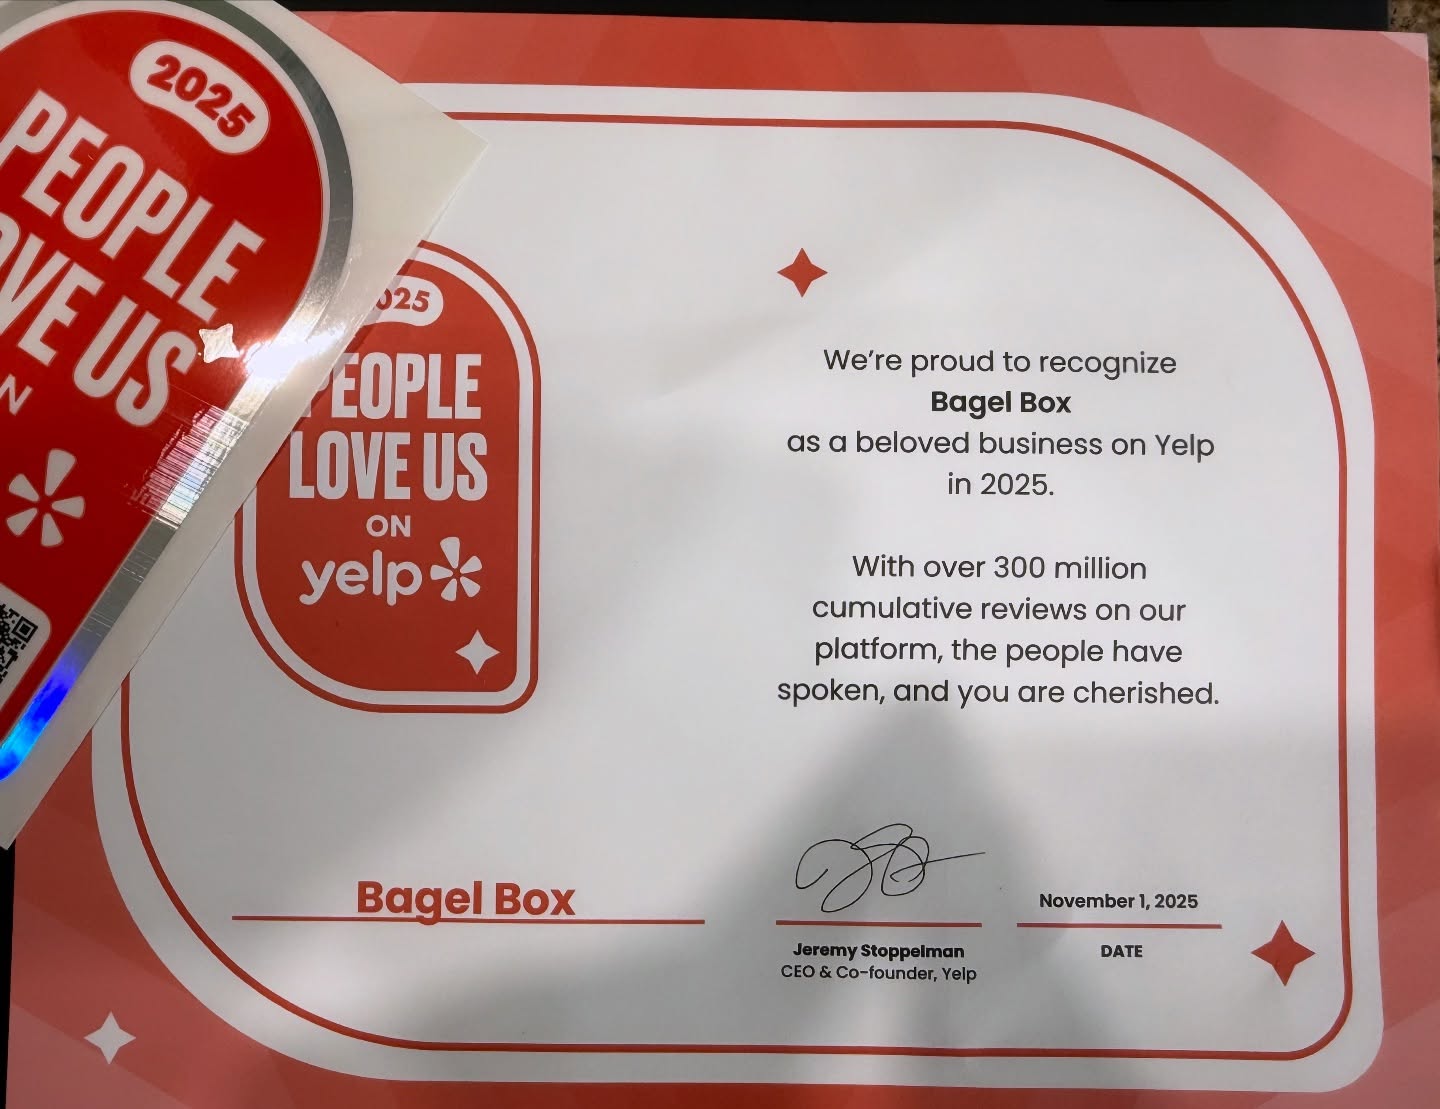 2025
PEOPLE
LOVE US
ON
2025
PEOPLE
LOVE US
ON
yelp
We're proud to recognize
Bagel Box
as a beloved business on Yelp
in 2025.
With over 300 million
cumulative reviews on our
platform, the people have
spoken, and you are cherished.
Bagel Box
Jeremy Stoppelman
CEO & Co-founder, Yelp
November 1, 2025
DATE